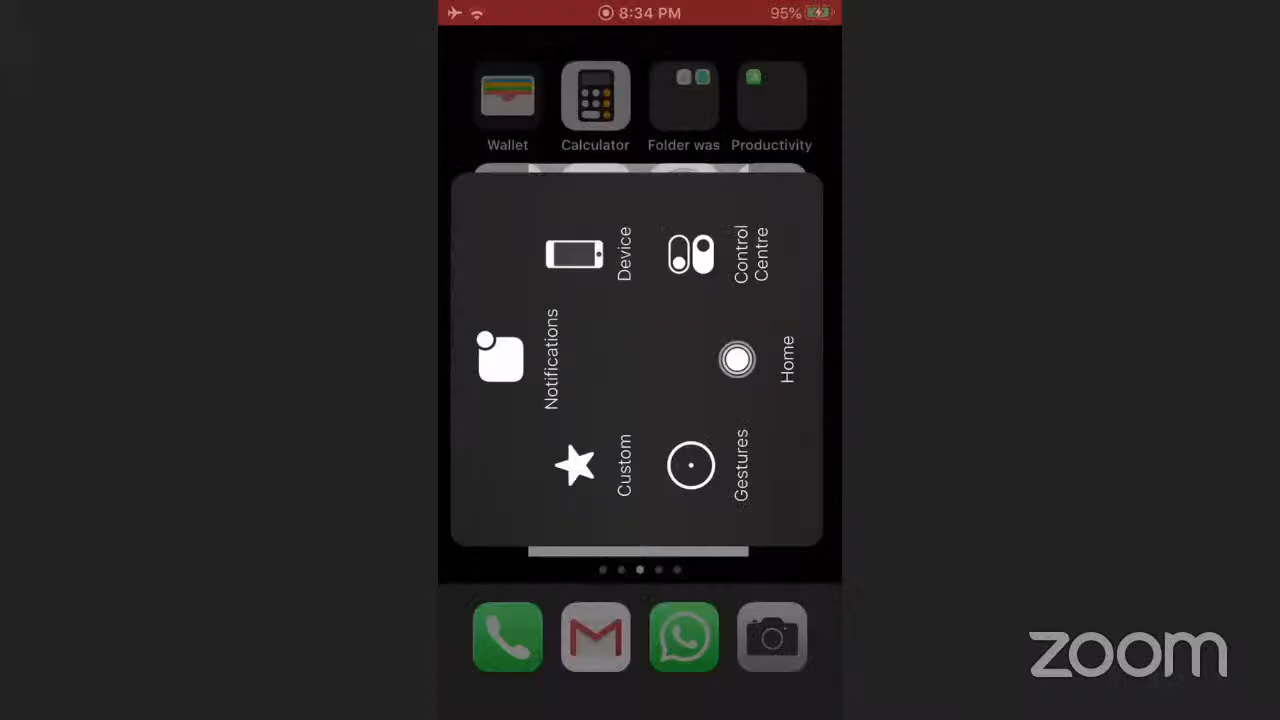 8:34 PM
95%
Wallet
Calculator
Folder was
Productivity
Device
Control
Centre
Notifications
Home
Custom
Gestures
zoom